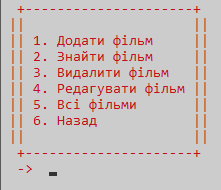 1. Додати фільм
2. Знайти фільм
3. Видалити фільм
4. Редагувати фільм
5. Всі фільми
6. Назад
->